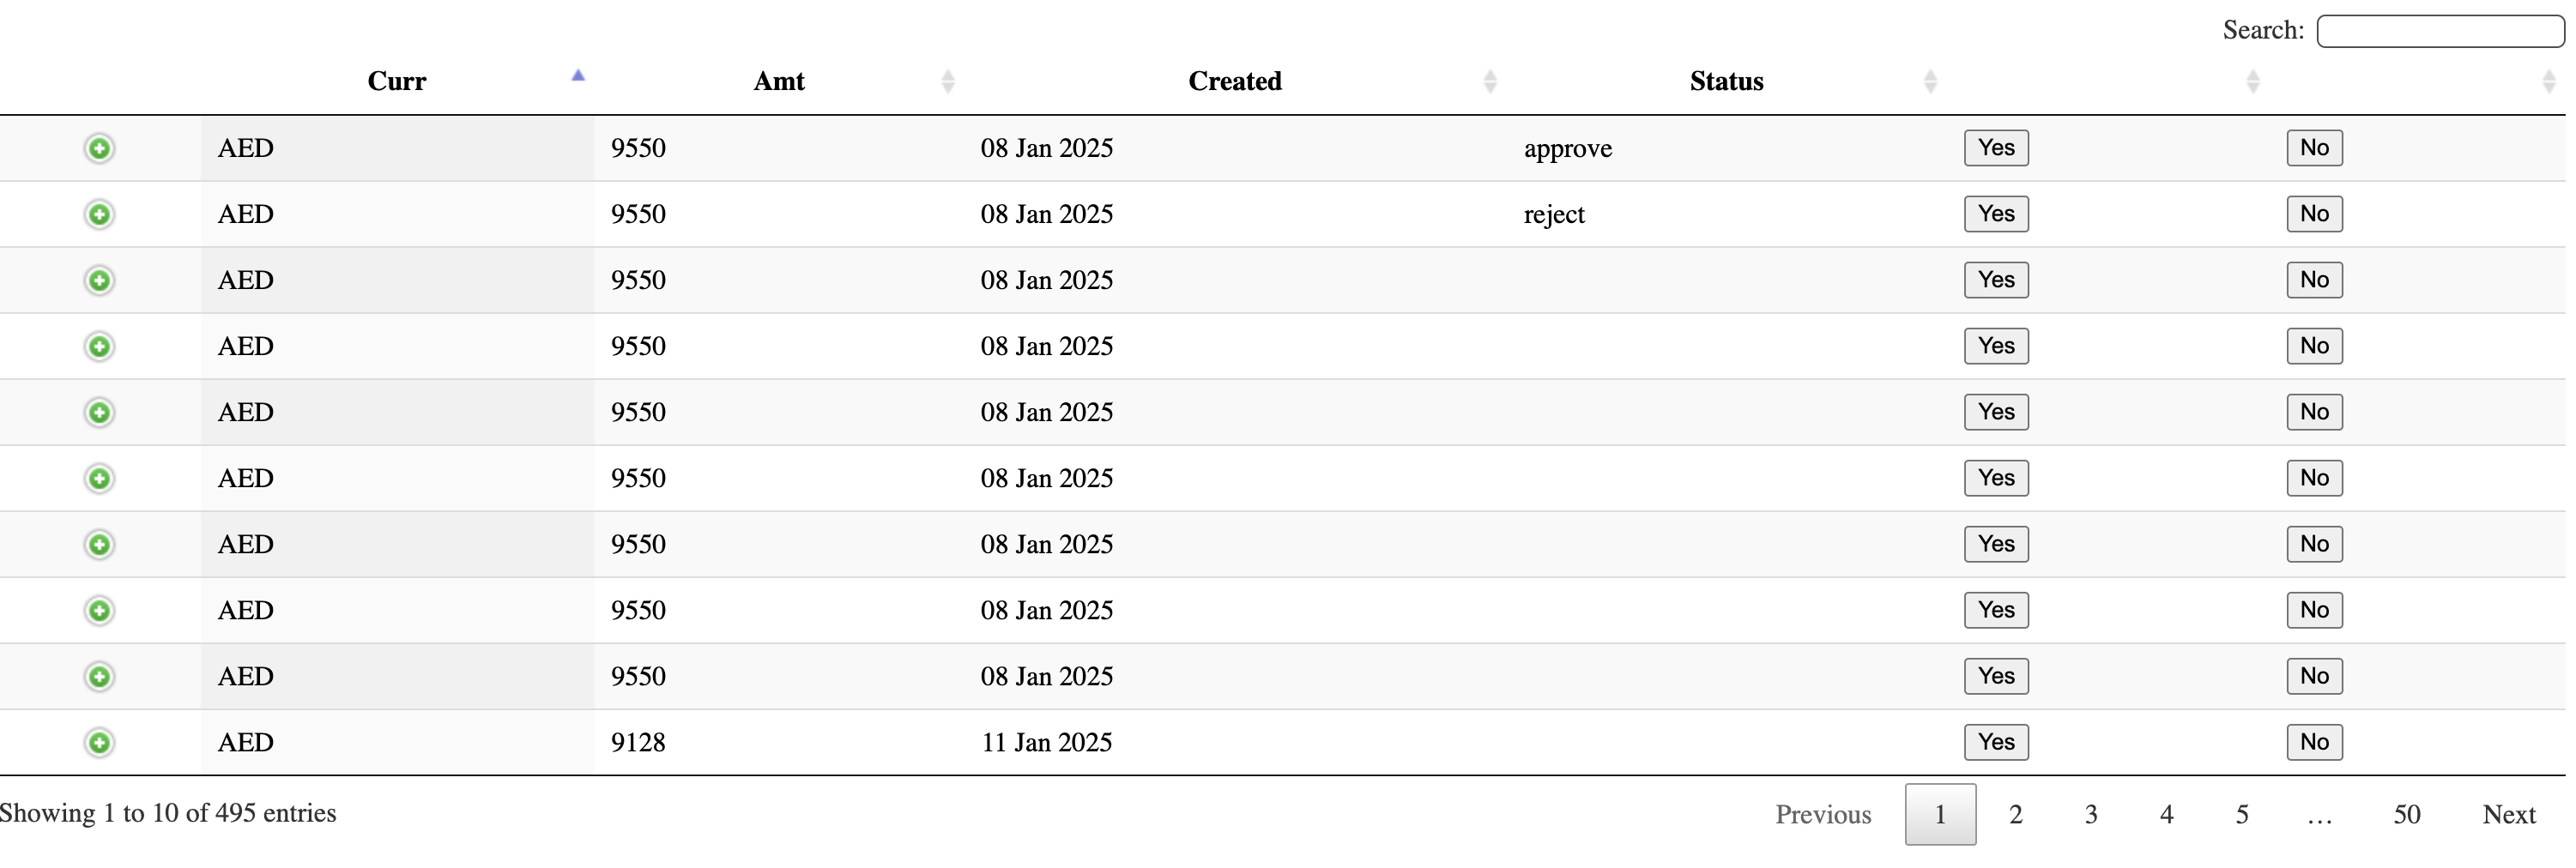 Search:
Curr Amt Created Status
AED 9550 08 Jan 2025 approve Yes No
AED 9550 08 Jan 2025 reject Yes No
AED 9550 08 Jan 2025 Yes No
AED 9550 08 Jan 2025 Yes No
AED 9550 08 Jan 2025 Yes No
AED 9550 08 Jan 2025 Yes No
AED 9550 08 Jan 2025 Yes No
AED 9550 08 Jan 2025 Yes No
AED 9550 08 Jan 2025 Yes No
AED 9128 11 Jan 2025 Yes No
Showing 1 to 10 of 495 entries Previous 1 2 3 4 5 … 50 Next